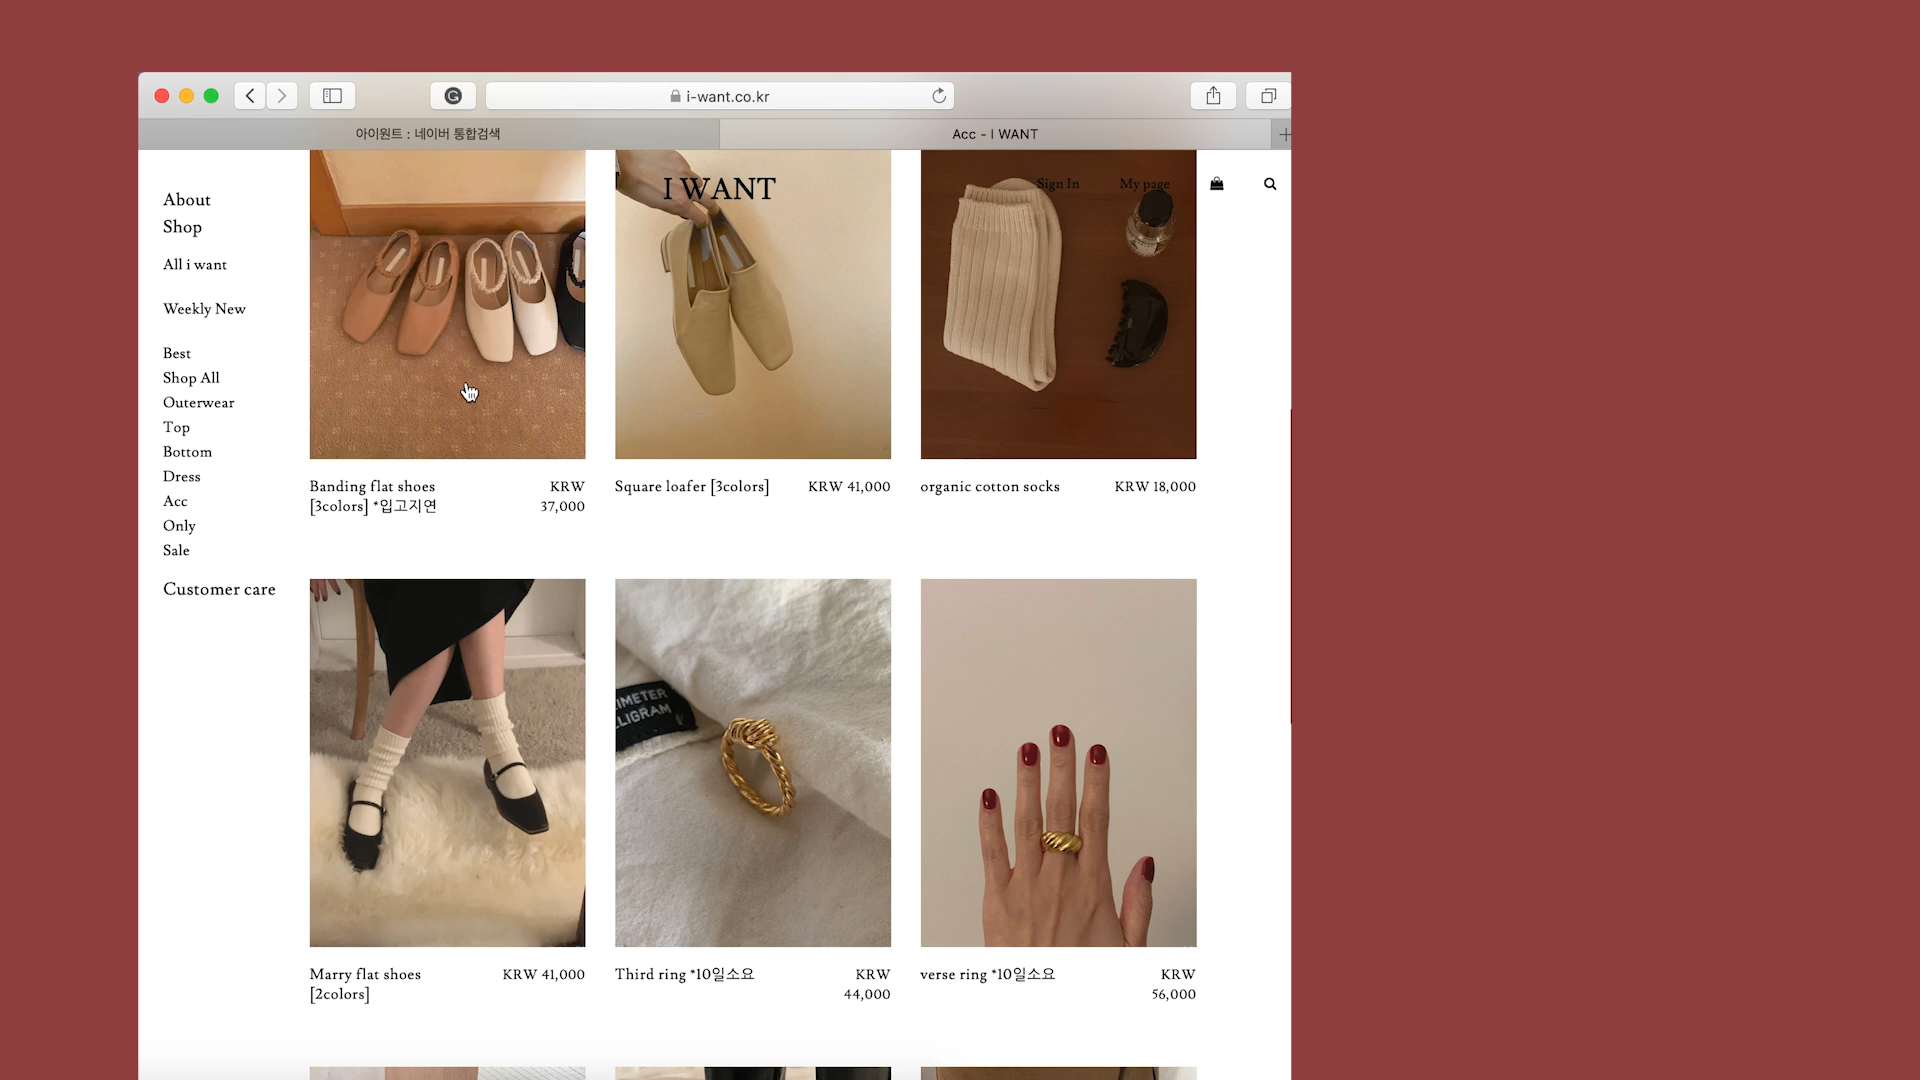 i-want.co.kr
아이원트 : 네이버 통합검색
Acc - I WANT
I WANT
Sign In
My page
About
Shop
All i want
Weekly New
Best
Shop All
Outerwear
Top
Bottom
Dress
Acc
Only
Sale
Customer care
Banding flat shoes
[3colors] *입고지연
KRW
37,000
Square loafer [3colors]
KRW 41,000
organic cotton socks
KRW 18,000
IMETER
LLIGRAM
Marry flat shoes
[2colors]
KRW 41,000
Third ring *10일소요
KRW
44,000
verse ring *10일소요
KRW
56,000